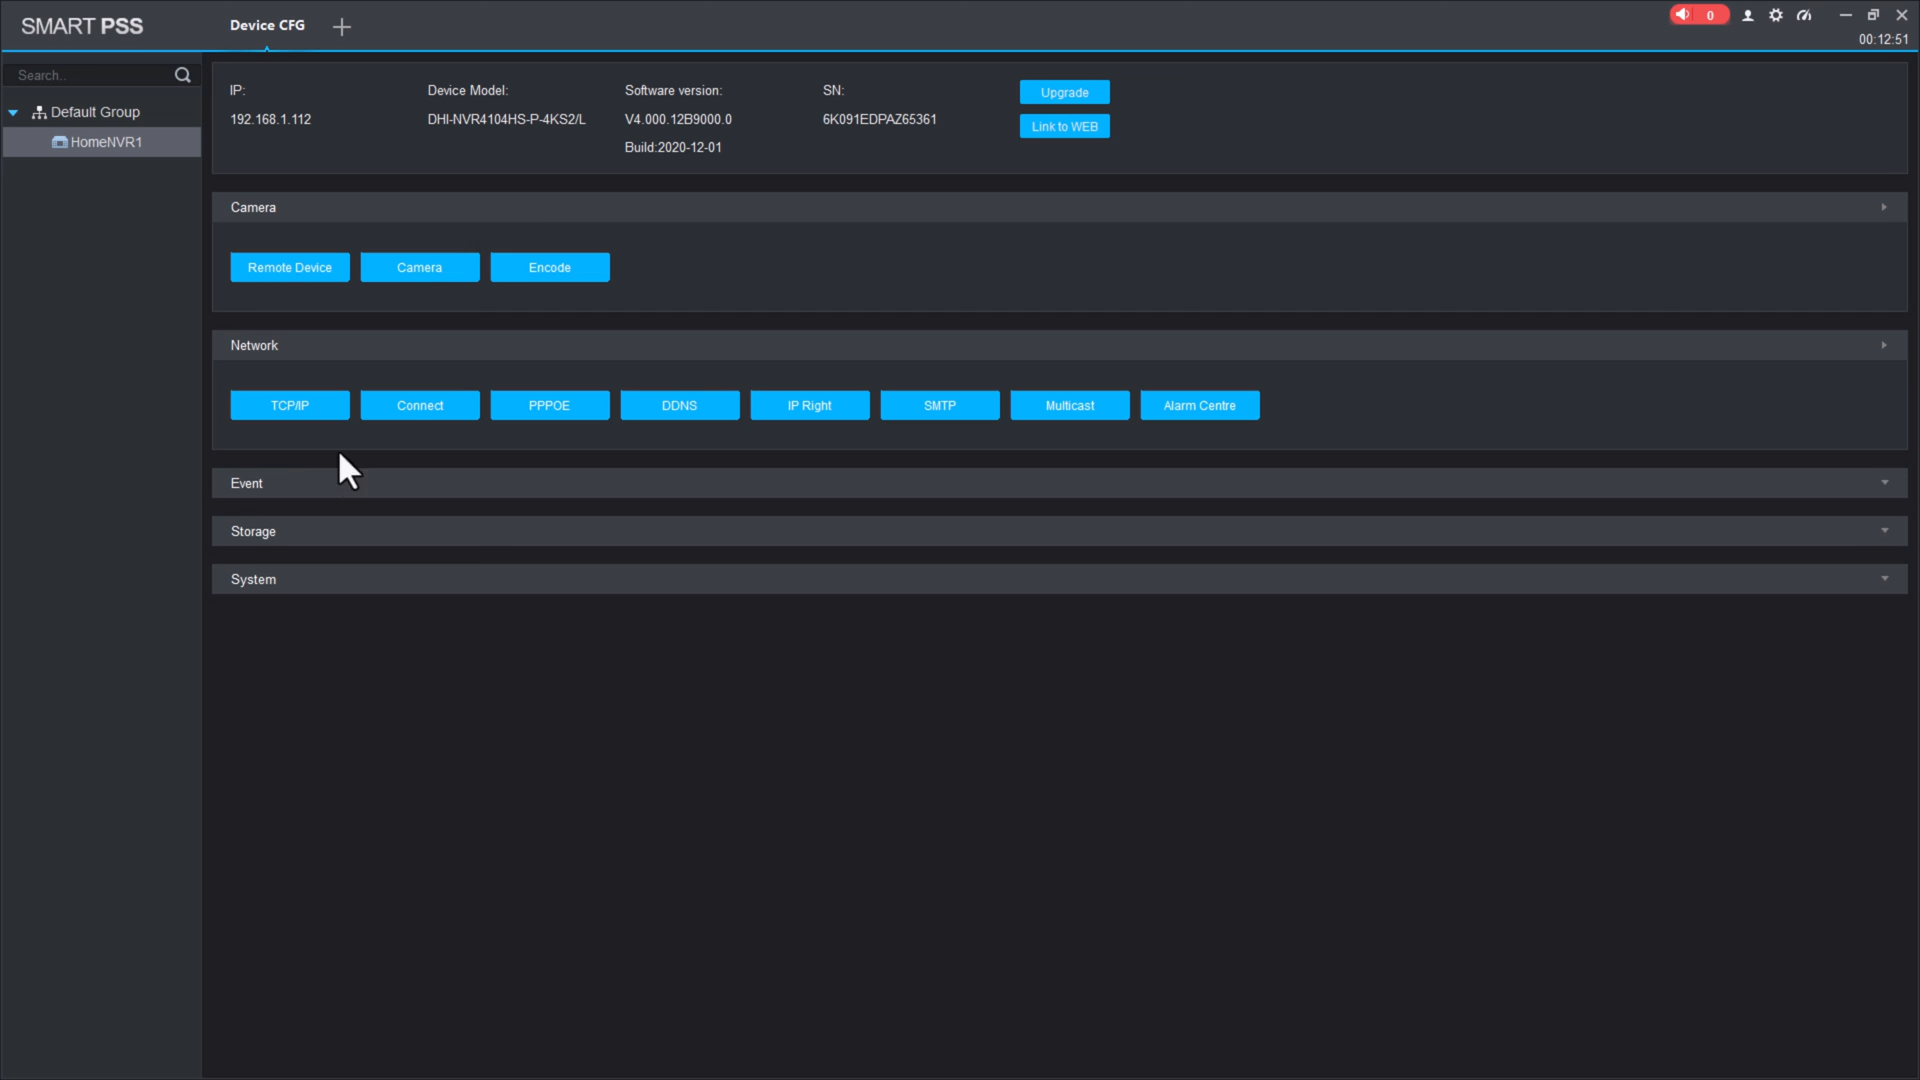 SMART PSS
Device CFG
0
00:12:51
Search..
Default Group
HomeNVR1
IP:
Device Model:
Software version:
SN:
Upgrade
192.168.1.112
DHI-NVR4104HS-P-4KS2/L
V4.000.12B9000.0
6K091EDPAZ65361
Link to WEB
Build:2020-12-01
Camera
Remote Device
Camera
Encode
Network
TCP/IP
Connect
PPPOE
DDNS
IP Right
SMTP
Multicast
Alarm Centre
Event
Storage
System